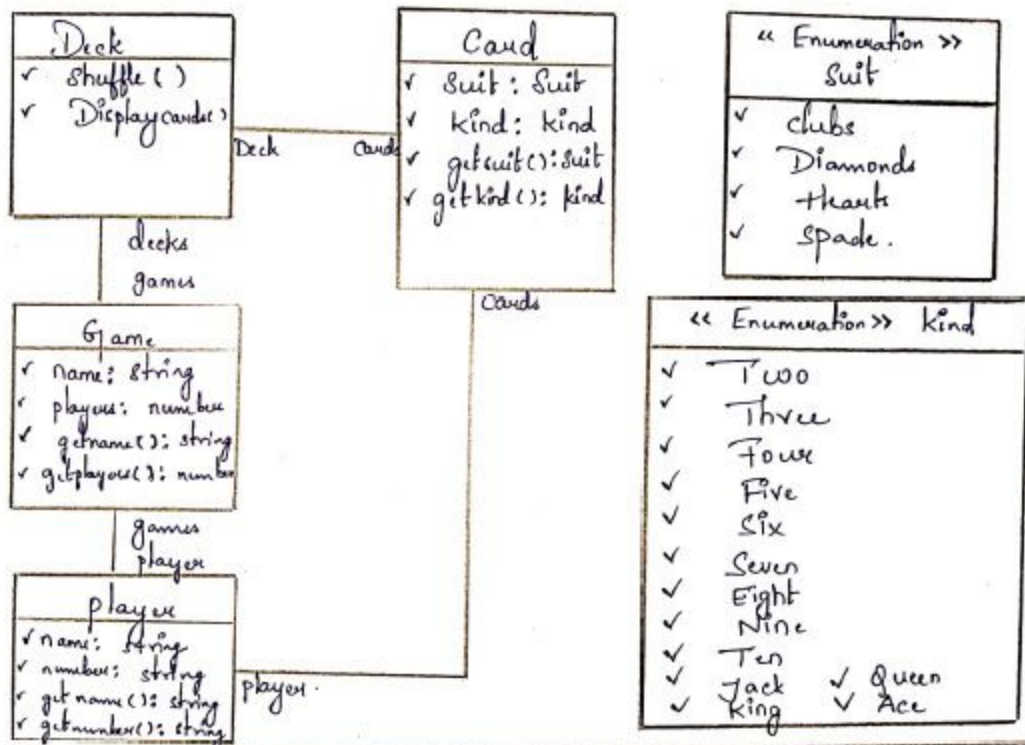 Deck
✓ shuffle ( )
✓ Displaycards()
Deck
Cards
Card
✓ Suit : Suit
✓ kind : kind
✓ getsuit() : Suit
✓ getkind() : kind
Cards
decks
games
Game
✓ name: string
✓ players: number
✓ getname(): string
✓ getplayers(): number
games
player
player
✓ name: string
✓ number: string
✓ getname(): string
✓ getnumber(): string
player.
« Enumeration »
Suit
✓ clubs
✓ Diamonds
✓ Hearts
✓ Spade.
« Enumeration » kind
✓ Two
✓ Three
✓ Four
✓ Five
✓ Six
✓ Seven
✓ Eight
✓ Nine
✓ Ten
✓ Jack ✓ Queen
✓ King ✓ Ace